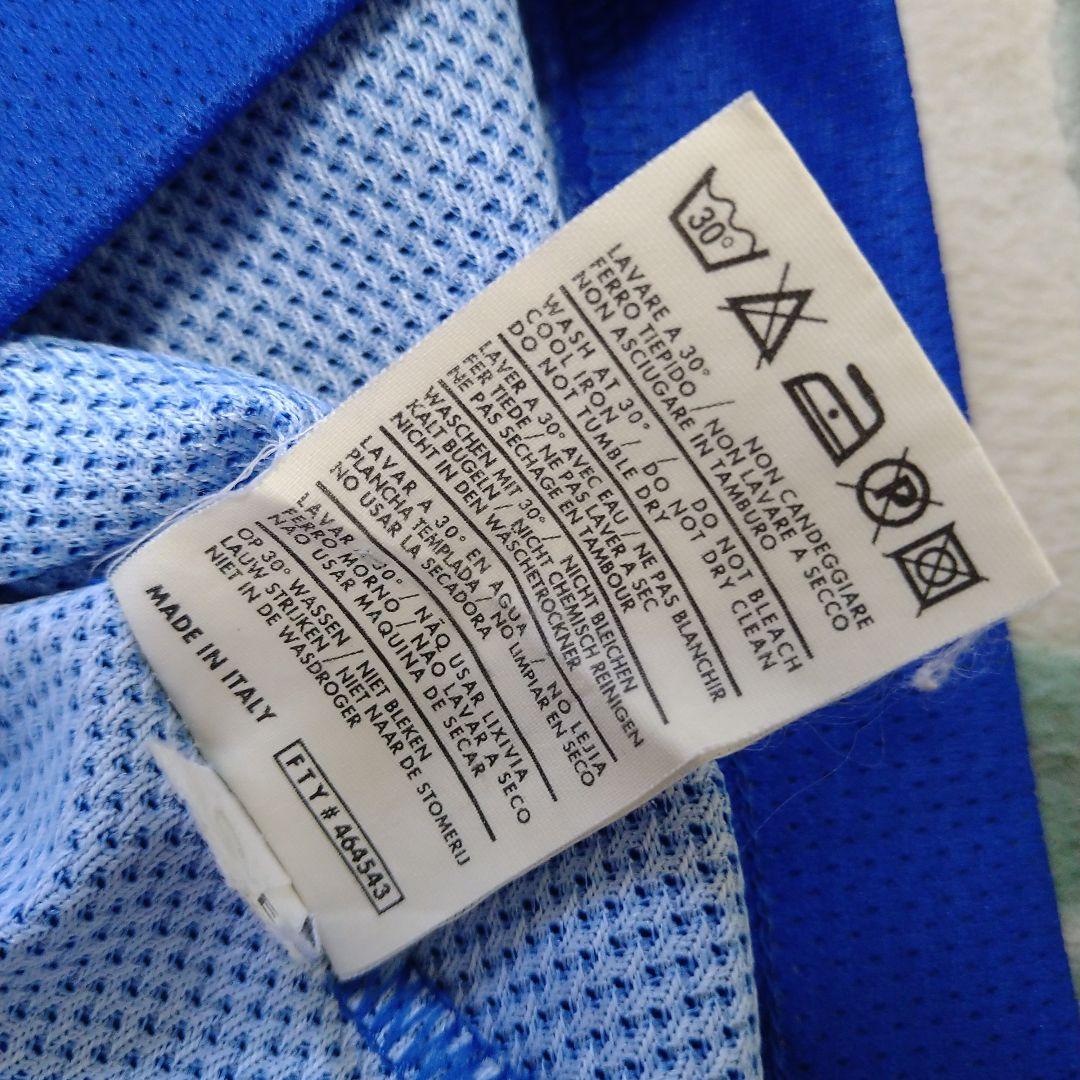 30°
P
LAVARE A 30° / NON CANDEGGIARE
FERRO TIEPIDO / NON LAVARE A SECCCO
NON ASCIUGARE IN TAMBURO
WASH AT 30° / DO NOT BLEACH
COOL IRON / DO NOT DRY CLEAN
DO NOT TUMBLE DRY
LAVER A 30° AVEC EAU / NE PAS BLANCHIR
FER TIEDE / NE PAS LAVER A SEC
NE PAS SECHAGE EN TAMBOUR
WASCHEN MIT 30° / NICHT BLEICHEN
KALT BUGELN / NICHT CHEMISCH REINIGEN
NICHT IN DEN WASCHETROCKNER
LAVAR A 30° EN AGUA / NO LEJIA
PLANCHA TEMPLADA / NO LIMPIAR EN SECO
NO USAR LA SECADORA
LAVAR 30° / NÃO USAR LIXIVIA
FERRO MORNO / NÃO LAVAR A SECO
NÃO USAR MAQUINA DE SECAR
OP 30° WASSEN / NIET BLEKEN
LAUW STRIJKEN / NIET NAAR DE STOMERIJ
NIET IN DE WASDROGER
MADE IN ITALY
FTY # 464543